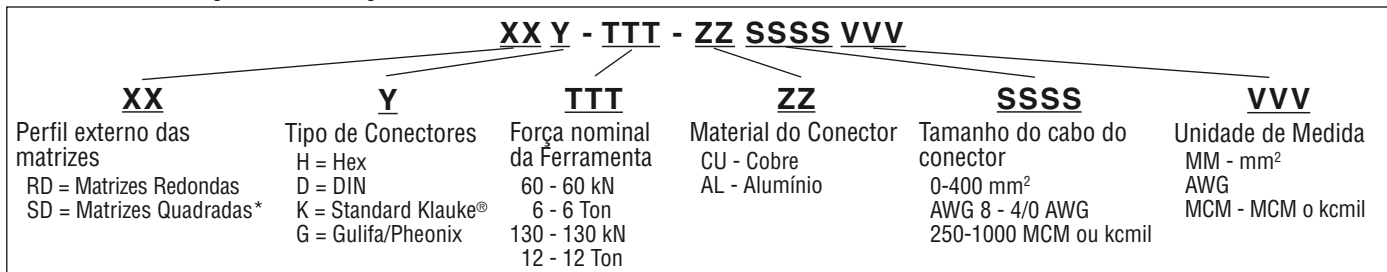 XX Y - TTT - ZZ SSSS VVV
XX
Perfil externo das
matrizes
RD = Matrizes Redondas
SD = Matrizes Quadradas*
Y
Tipo de Conectores
H = Hex
D = DIN
K = Standard Klauke®
G = Gulifa/Pheonix
TTT
Força nominal
da Ferramenta
60 - 60 kN
6 - 6 Ton
130 - 130 kN
12 - 12 Ton
ZZ
Material do Conector
CU - Cobre
AL - Alumínio
SSSS
Tamanho do cabo do
conector
0-400 mm²
AWG 8 - 4/0 AWG
250-1000 MCM ou kcmil
VVV
Unidade de Medida
MM - mm²
AWG
MCM - MCM o kcmil